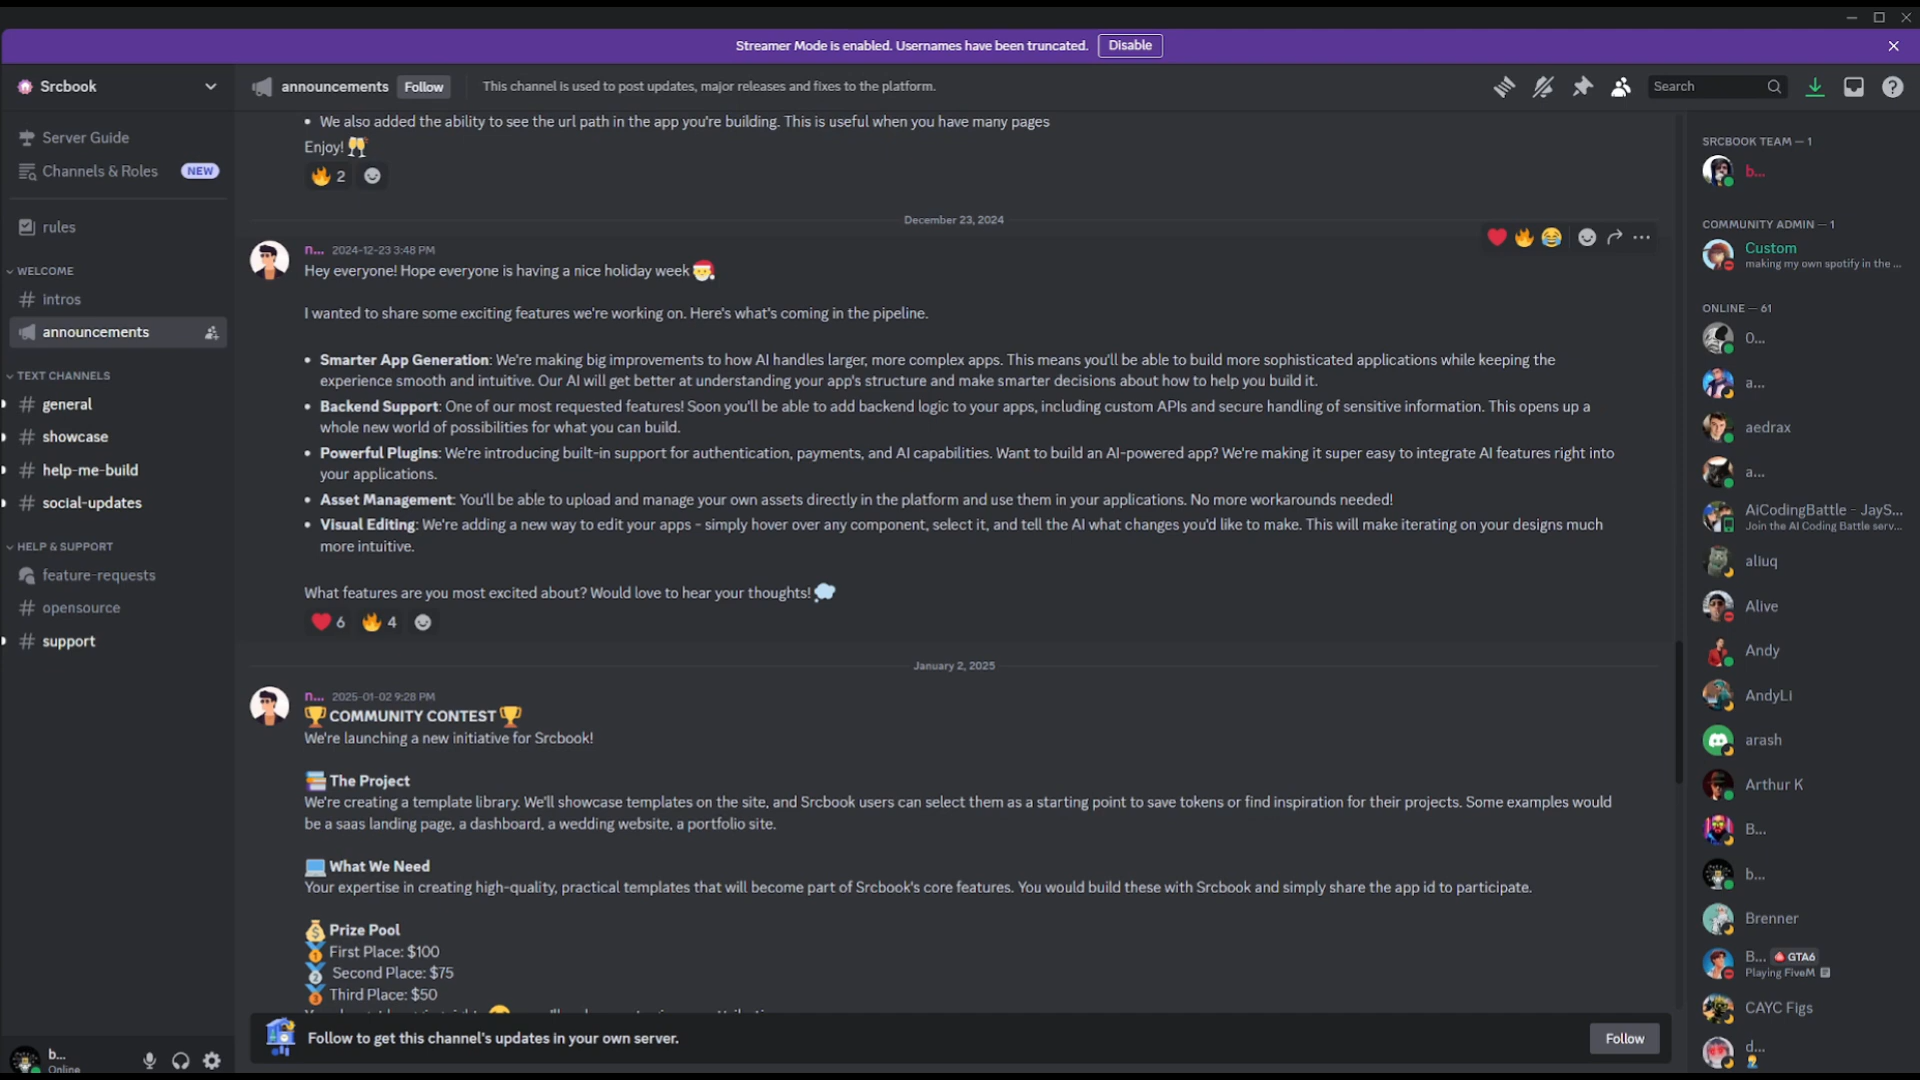 Streamer Mode is enabled. Usernames have been truncated.
Disable
Srcbook
announcements
Follow
This channel is used to post updates, major releases and fixes to the platform.
Search
Server Guide
Channels & Roles
NEW
rules
WELCOME
intros
announcements
TEXT CHANNELS
general
showcase
help-me-build
social-updates
HELP & SUPPORT
feature-requests
opensource
support
b...
Online
• We also added the ability to see the url path in the app you're building. This is useful when you have many pages
Enjoy! 🥂
🔥 2
December 23, 2024
n... 2024-12-23 3:48 PM
Hey everyone! Hope everyone is having a nice holiday week 🎅
I wanted to share some exciting features we're working on. Here's what's coming in the pipeline.
• Smarter App Generation: We're making big improvements to how AI handles larger, more complex apps. This means you'll be able to build more sophisticated applications while keeping the
experience smooth and intuitive. Our AI will get better at understanding your app's structure and make smarter decisions about how to help you build it.
• Backend Support: One of our most requested features! Soon you'll be able to add backend logic to your apps, including custom APIs and secure handling of sensitive information. This opens up a
whole new world of possibilities for what you can build.
• Powerful Plugins: We're introducing built-in support for authentication, payments, and AI capabilities. Want to build an AI-powered app? We're making it super easy to integrate AI features right into
your applications.
• Asset Management: You'll be able to upload and manage your own assets directly in the platform and use them in your applications. No more workarounds needed!
• Visual Editing: We're adding a new way to edit your apps - simply hover over any component, select it, and tell the AI what changes you'd like to make. This will make iterating on your designs much
more intuitive.
What features are you most excited about? Would love to hear your thoughts! 💭
❤️ 6 🔥 4
January 2, 2025
n... 2025-01-02 9:28 PM
🏆 COMMUNITY CONTEST 🏆
We're launching a new initiative for Srcbook!
📚 The Project
We're creating a template library. We'll showcase templates on the site, and Srcbook users can select them as a starting point to save tokens or find inspiration for their projects. Some examples would
be a saas landing page, a dashboard, a wedding website, a portfolio site.
💻 What We Need
Your expertise in creating high-quality, practical templates that will become part of Srcbook's core features. You would build these with Srcbook and simply share the app id to participate.
💰 Prize Pool
🥇 First Place: $100
🥈 Second Place: $75
🥉 Third Place: $50
Follow to get this channel's updates in your own server.
Follow
SRCBOOK TEAM — 1
b...
COMMUNITY ADMIN — 1
Custom
making my own spotify in the ...
ONLINE — 61
0...
a...
aedrax
a...
AiCodingBattle - JayS...
Join the AI Coding Battle serv...
aliuq
Alive
Andy
AndyLi
arash
Arthur K
B...
b...
Brenner
B... GTA6
Playing FiveM
CAYC Figs
d...